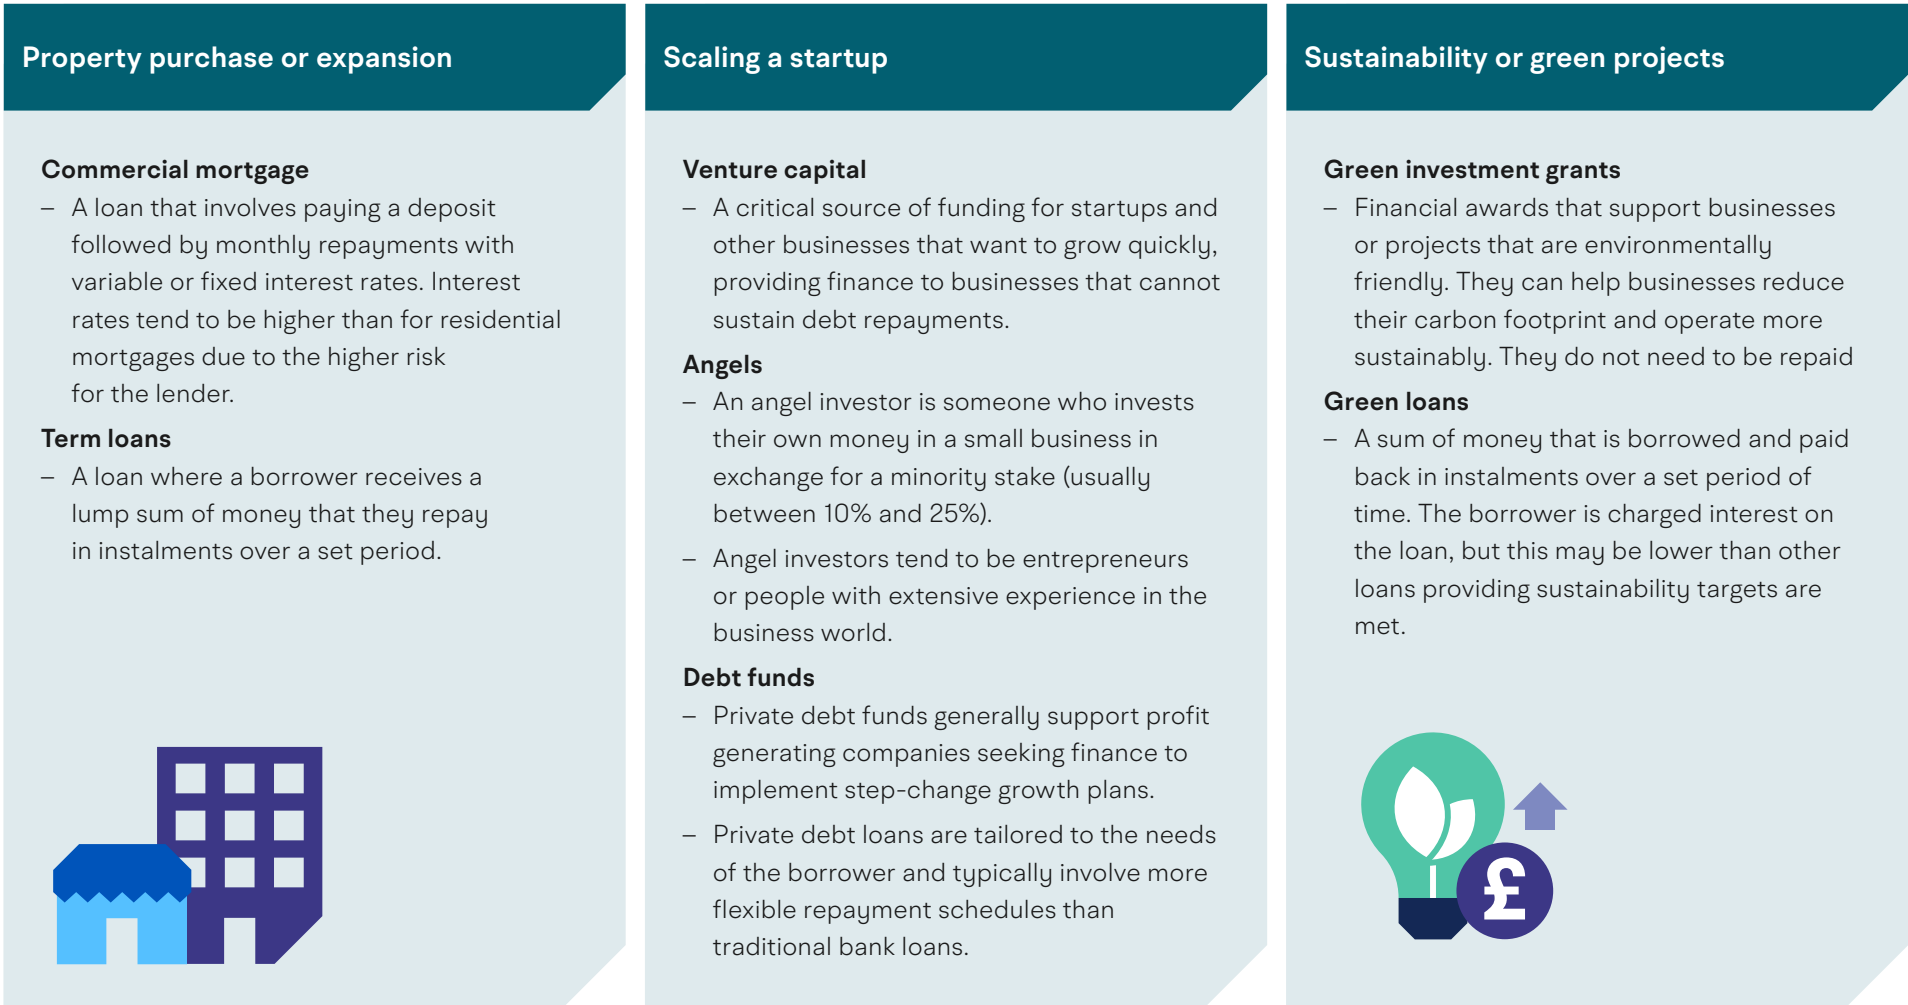 Property purchase or expansion
Commercial mortgage
– A loan that involves paying a deposit
followed by monthly repayments with
variable or fixed interest rates. Interest
rates tend to be higher than for residential
mortgages due to the higher risk
for the lender.
Term loans
– A loan where a borrower receives a
lump sum of money that they repay
in instalments over a set period.
Scaling a startup
Venture capital
– A critical source of funding for startups and
other businesses that want to grow quickly,
providing finance to businesses that cannot
sustain debt repayments.
Angels
– An angel investor is someone who invests
their own money in a small business in
exchange for a minority stake (usually
between 10% and 25%).
– Angel investors tend to be entrepreneurs
or people with extensive experience in the
business world.
Debt funds
– Private debt funds generally support profit
generating companies seeking finance to
implement step-change growth plans.
– Private debt loans are tailored to the needs
of the borrower and typically involve more
flexible repayment schedules than
traditional bank loans.
Sustainability or green projects
Green investment grants
– Financial awards that support businesses
or projects that are environmentally
friendly. They can help businesses reduce
their carbon footprint and operate more
sustainably. They do not need to be repaid
Green loans
– A sum of money that is borrowed and paid
back in instalments over a set period of
time. The borrower is charged interest on
the loan, but this may be lower than other
loans providing sustainability targets are
met.
£